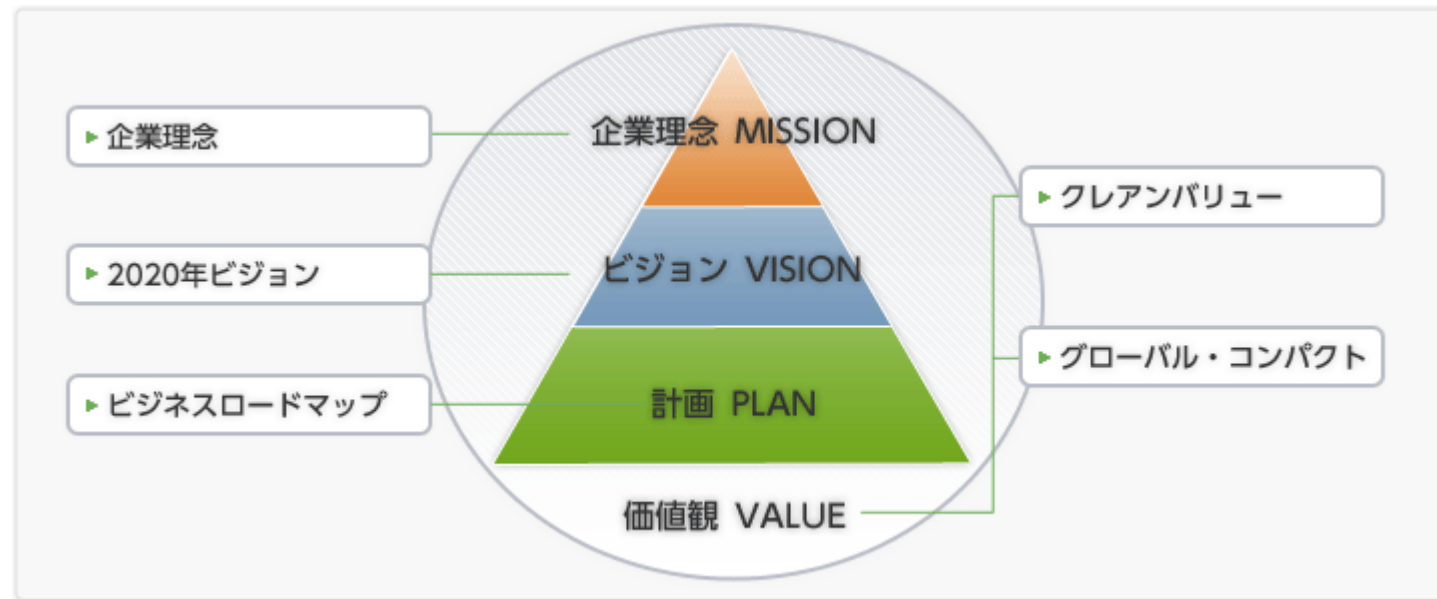 企業理念
企業理念 MISSION
クレアンバリュー
2020年ビジョン
ビジョン VISION
グローバル・コンパクト
ビジネスロードマップ
計画 PLAN
価値観 VALUE